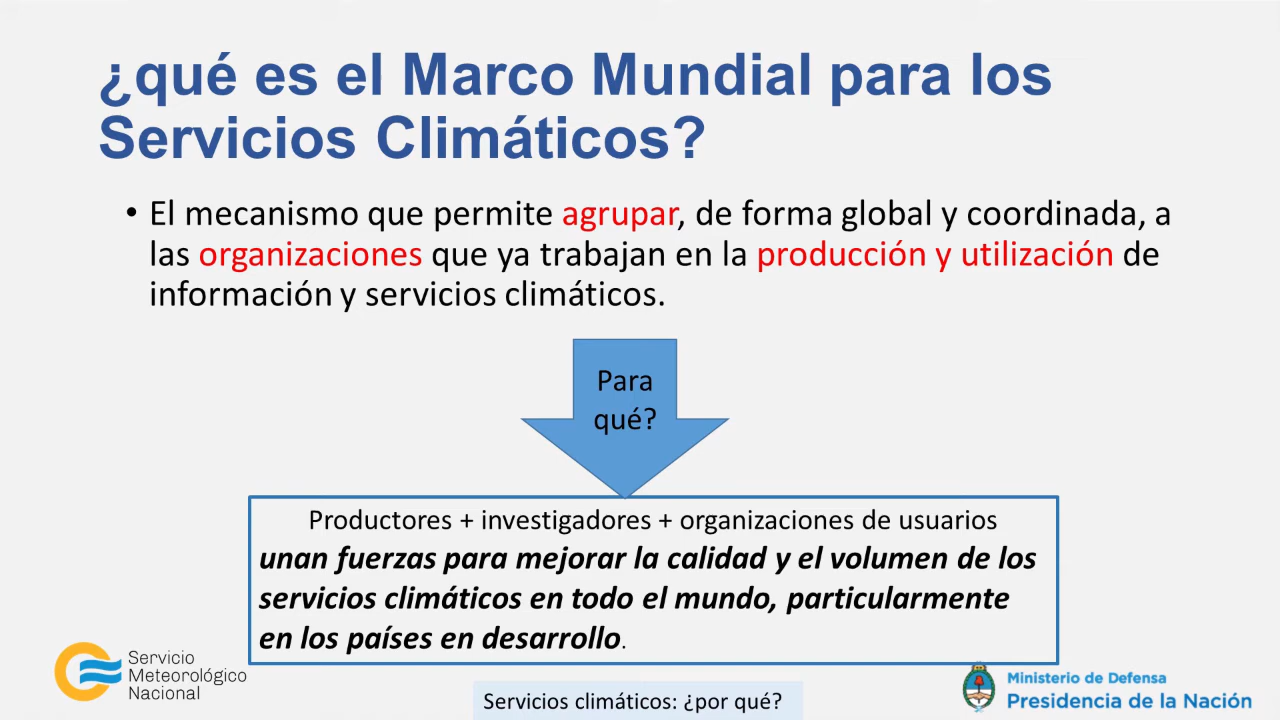 ¿qué es el Marco Mundial para los
Servicios Climáticos?
• El mecanismo que permite agrupar, de forma global y coordinada, a
las organizaciones que ya trabajan en la producción y utilización de
información y servicios climáticos.
Para
qué?
Productores + investigadores + organizaciones de usuarios
unan fuerzas para mejorar la calidad y el volumen de los
servicios climáticos en todo el mundo, particularmente
en los países en desarrollo.
Servicio
Meteorológico
Nacional
Servicios climáticos: ¿por qué?
Ministerio de Defensa
Presidencia de la Nación